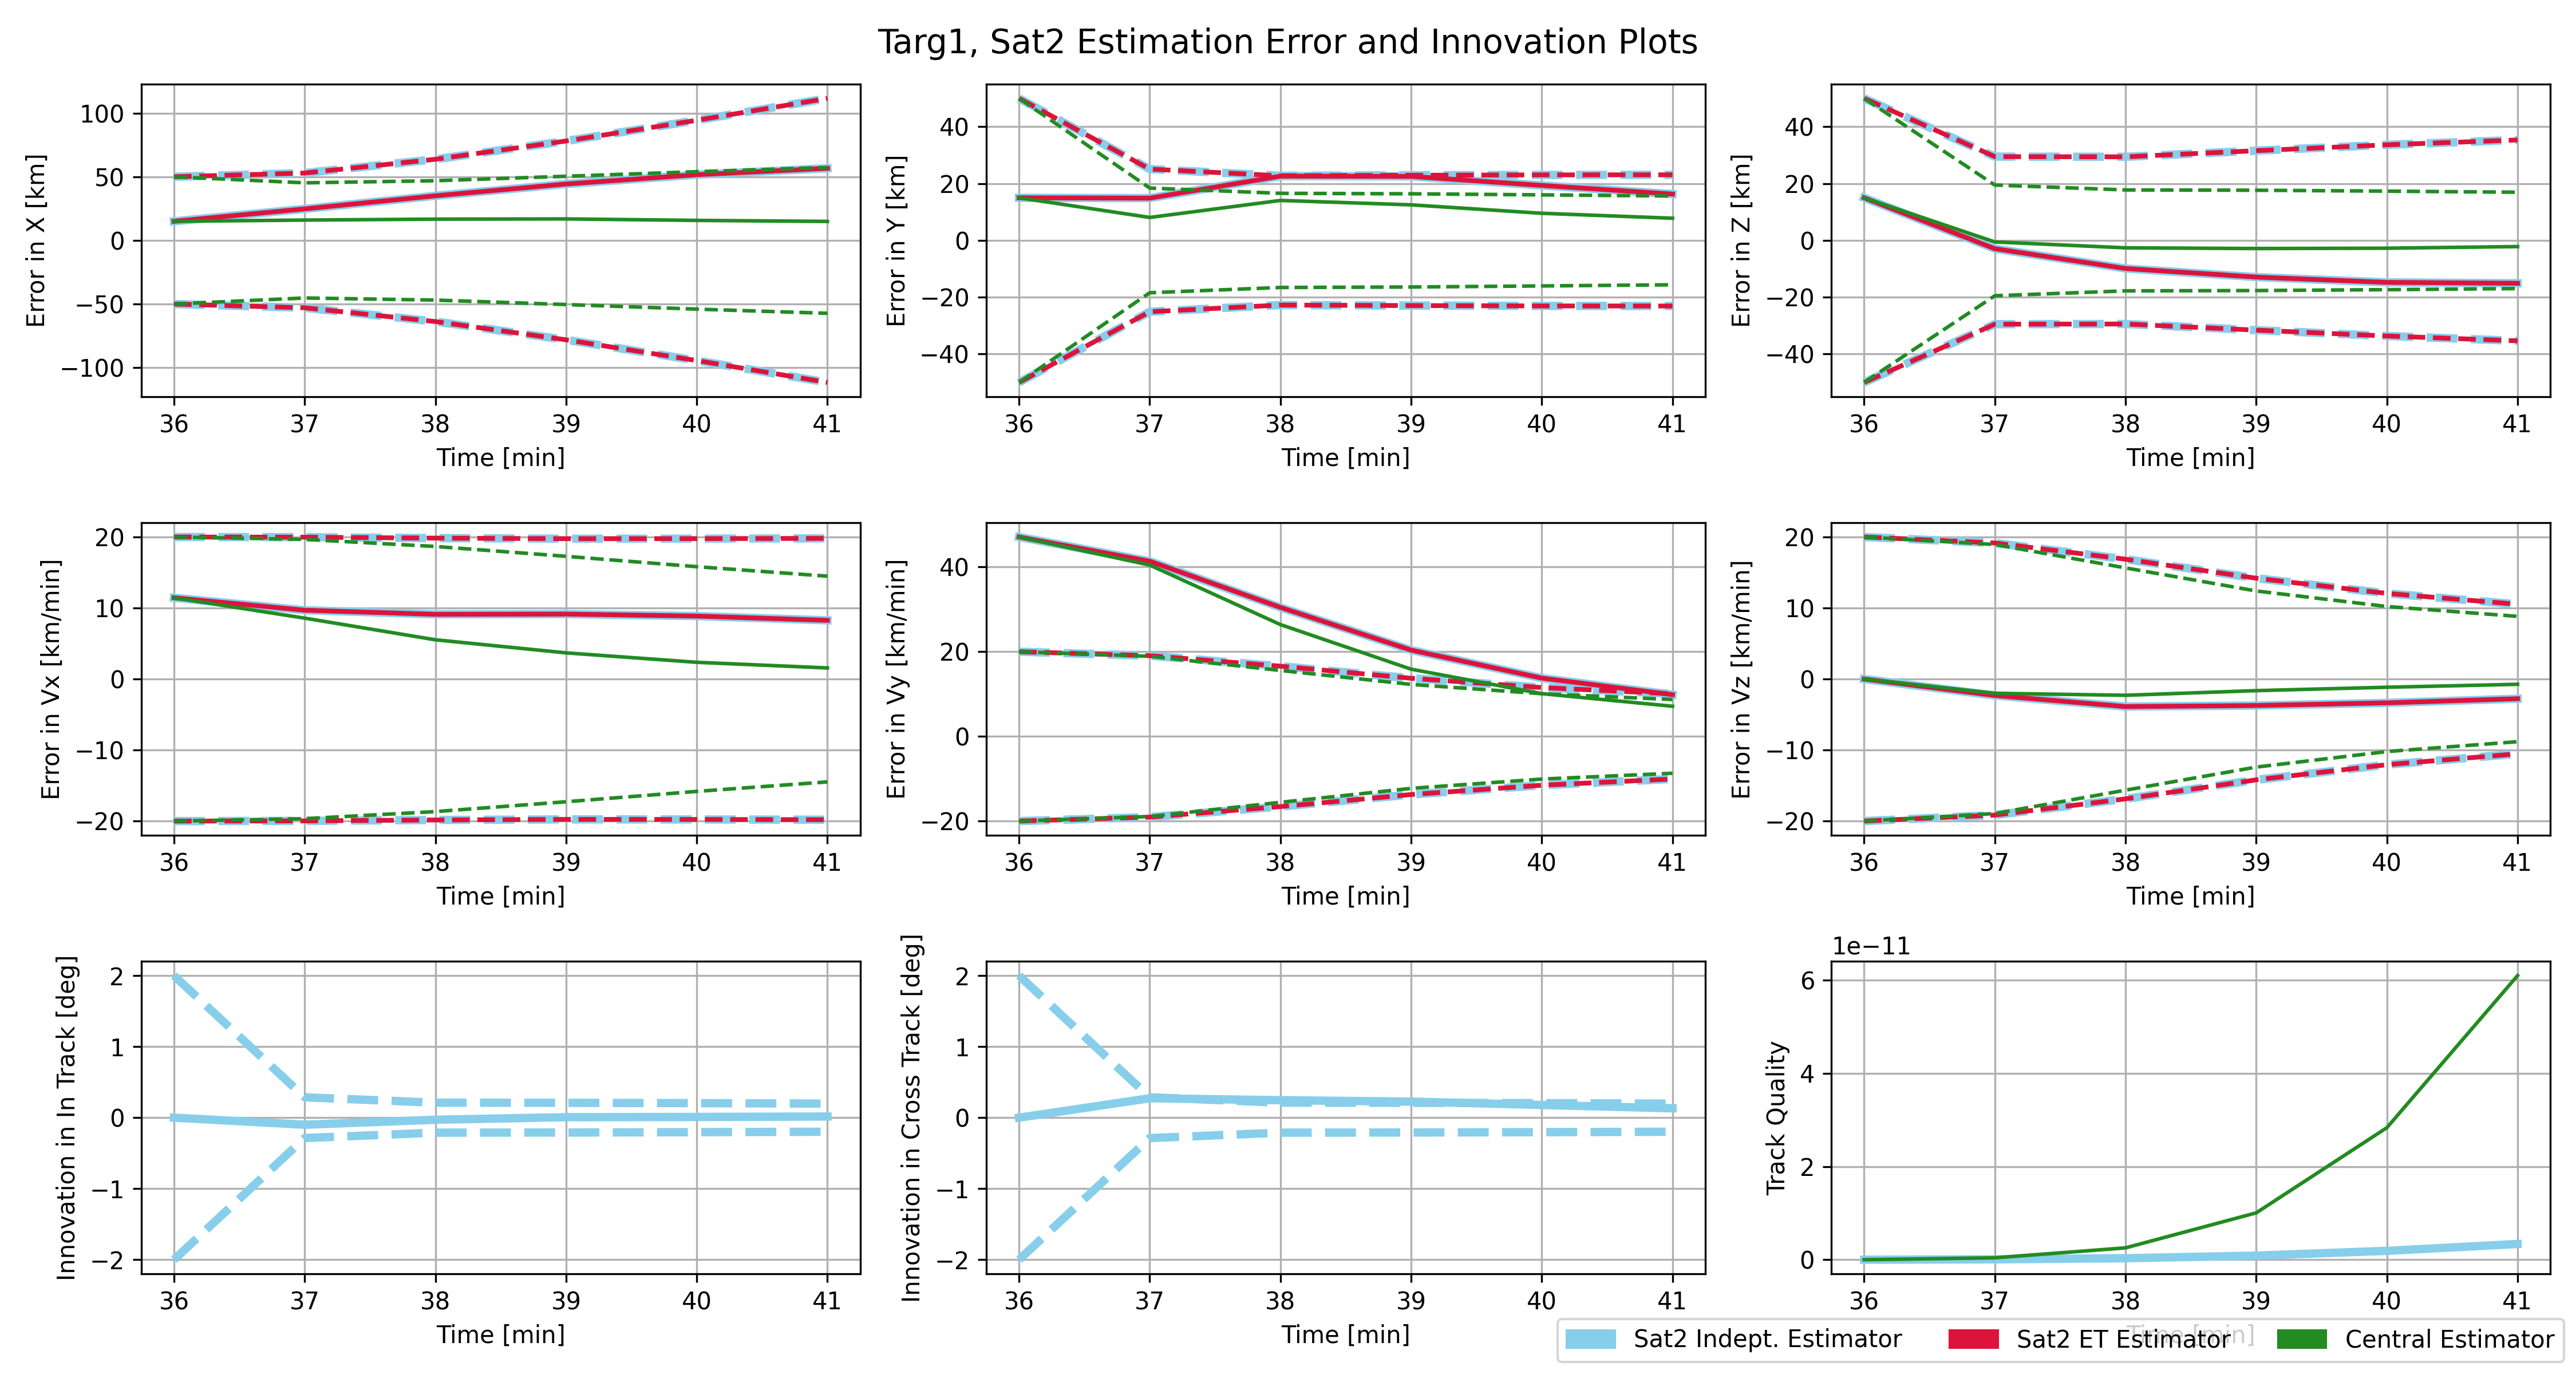 Targ1, Sat2 Estimation Error and Innovation Plots
Error in X [km]
100
50
0
−50
−100
36 37 38 39 40 41
Time [min]
Error in Y [km]
40
20
0
−20
−40
36 37 38 39 40 41
Time [min]
Error in Z [km]
40
20
0
−20
−40
36 37 38 39 40 41
Time [min]
Error in Vx [km/min]
20
10
0
−10
−20
36 37 38 39 40 41
Time [min]
Error in Vy [km/min]
40
20
0
−20
36 37 38 39 40 41
Time [min]
Error in Vz [km/min]
20
10
0
−10
−20
36 37 38 39 40 41
Time [min]
Innovation in In Track [deg]
2
1
0
−1
−2
36 37 38 39 40 41
Time [min]
Innovation in Cross Track [deg]
2
1
0
−1
−2
36 37 38 39 40 41
Time [min]
1e−11
Track Quality
6
4
2
0
36 37 38 39 40 41
Time [min]
Sat2 Indept. Estimator
Sat2 ET Estimator
Central Estimator